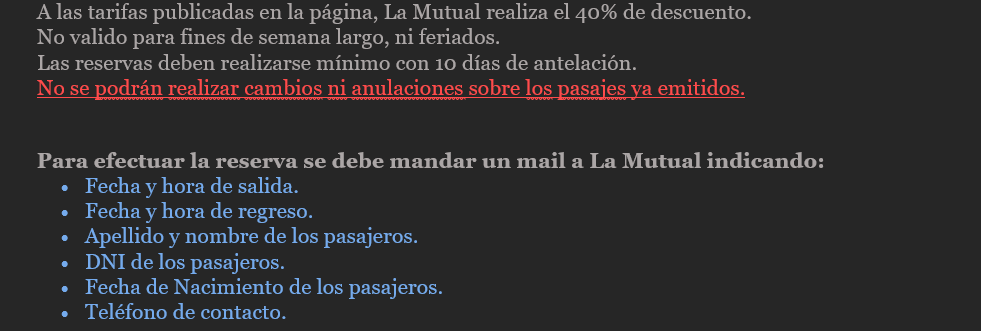 A las tarifas publicadas en la página, La Mutual realiza el 40% de descuento.
No valido para fines de semana largo, ni feriados.
Las reservas deben realizarse mínimo con 10 días de antelación.
No se podrán realizar cambios ni anulaciones sobre los pasajes ya emitidos.
Para efectuar la reserva se debe mandar un mail a La Mutual indicando:
• Fecha y hora de salida.
• Fecha y hora de regreso.
• Apellido y nombre de los pasajeros.
• DNI de los pasajeros.
• Fecha de Nacimiento de los pasajeros.
• Teléfono de contacto.